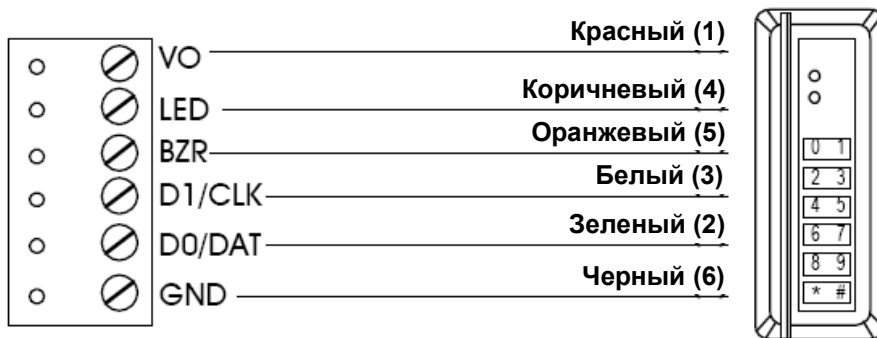 VO Красный (1)
LED Коричневый (4)
BZR Оранжевый (5)
D1/CLK Белый (3)
D0/DAT Зеленый (2)
GND Черный (6)
0 1
2 3
4 5
6 7
8 9
* #